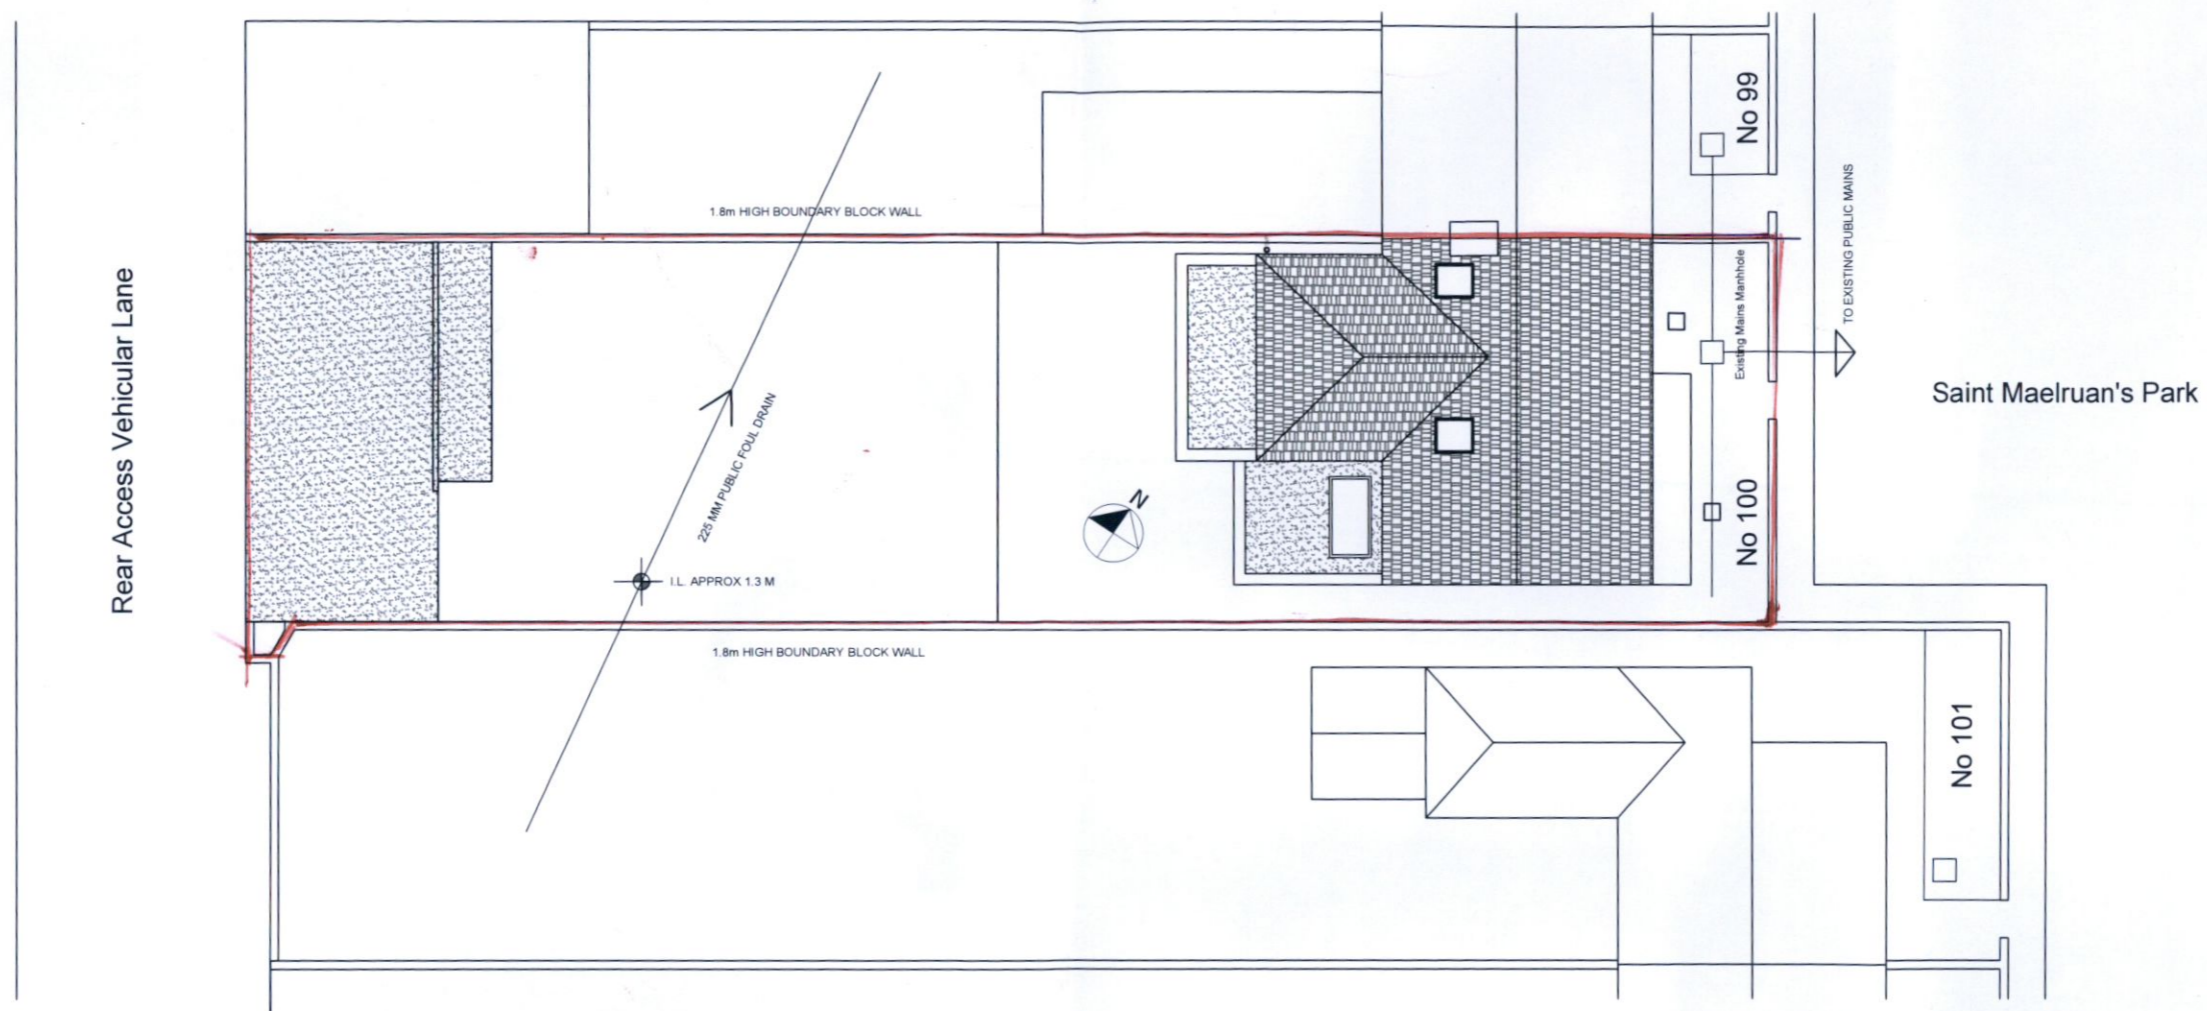 No 99
1.8m HIGH BOUNDARY BLOCK WALL
TO EXISTING PUBLIC MAINS
Existing Mains Manhhole
Rear Access Vehicular Lane
Saint Maelruan's Park
225 MM PUBLIC FOUL DRAIN
N
No 100
I.L. APPROX 1.3 M
1.8m HIGH BOUNDARY BLOCK WALL
No 101